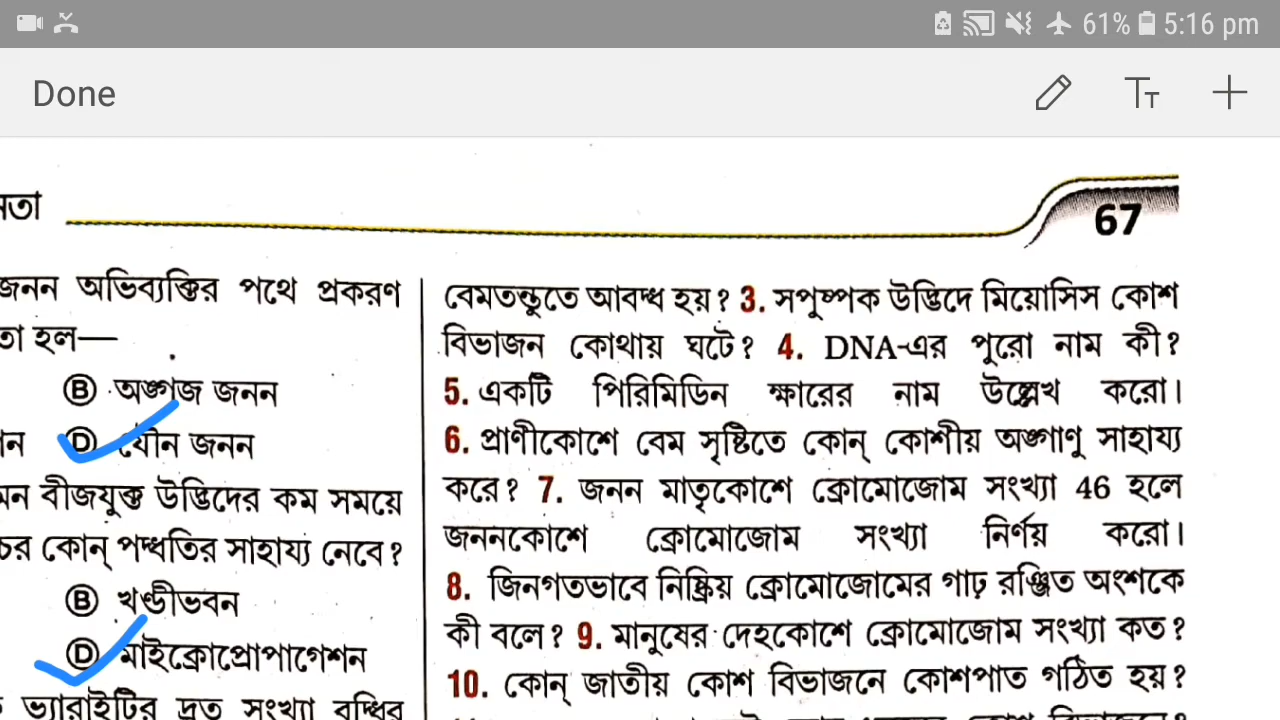 61% 5:16 pm
Done
67
জনন অভিব্যক্তির পথে প্রকরণ
তা হল—
B অঙ্গজ জনন
D যৌন জনন
বীজযুক্ত উদ্ভিদের কম সময়ে
কোন্ পদ্ধতির সাহায্য নেবে?
B খণ্ডীভবন
D মাইক্রোপ্রোপাগেশন
ভ্যারাইটির দ্রুত সংখ্যা বৃদ্ধির
বেমতন্তুতে আবদ্ধ হয়? 3. সপুষ্পক উদ্ভিদে মিয়োসিস কোশ
বিভাজন কোথায় ঘটে? 4. DNA-এর পুরো নাম কী?
5. একটি পিরিমিডিন ক্ষারের নাম উল্লেখ করো।
6. প্রাণীকোশে বেম সৃষ্টিতে কোন্ কোশীয় অঙ্গাণু সাহায্য
করে? 7. জনন মাতৃকোশে ক্রোমোজোম সংখ্যা 46 হলে
জননকোশে ক্রোমোজোম সংখ্যা নির্ণয় করো।
8. জিনগতভাবে নিষ্ক্রিয় ক্রোমোজোমের গাঢ় রঞ্জিত অংশকে
কী বলে? 9. মানুষের দেহকোশে ক্রোমোজোম সংখ্যা কত?
10. কোন্ জাতীয় কোশ বিভাজনে কোশপাত গঠিত হয়?